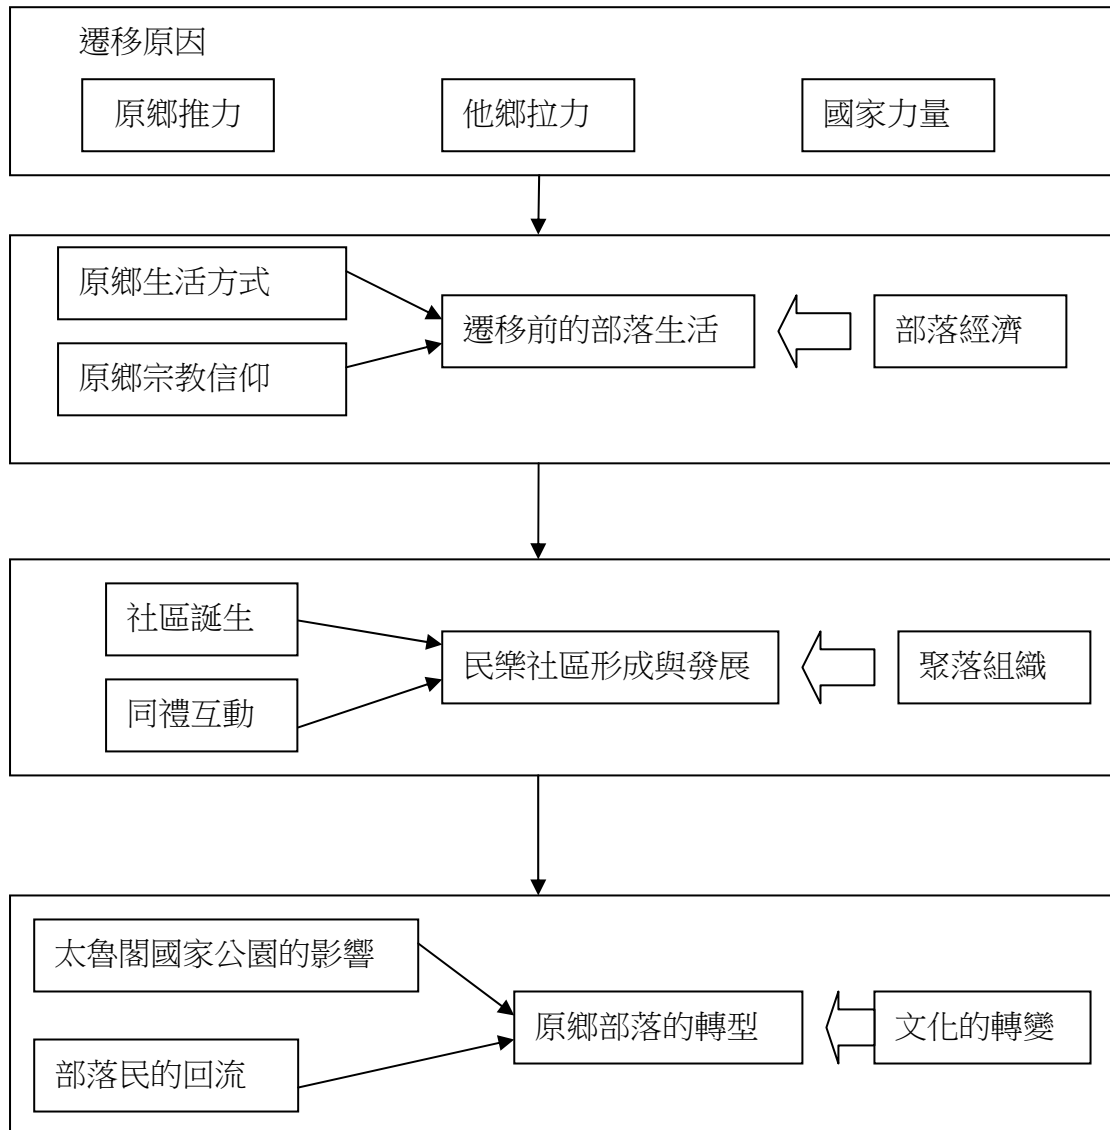 遷移原因
原鄉推力
他鄉拉力
國家力量
原鄉生活方式
原鄉宗教信仰
遷移前的部落生活
部落經濟
社區誕生
同禮互動
民樂社區形成與發展
聚落組織
太魯閣國家公園的影響
部落民的回流
原鄉部落的轉型
文化的轉變